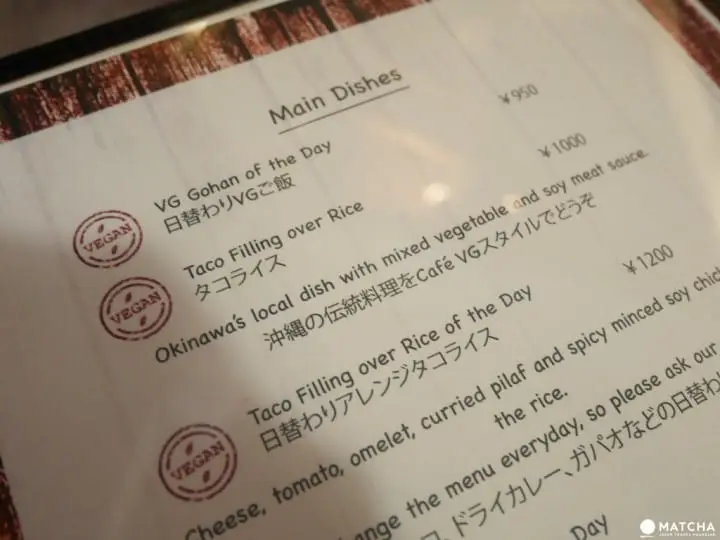 Main Dishes
VG Gohan of the Day ¥950
日替わりVGご飯
VEGAN
Taco Filling over Rice ¥1000
タコライス
VEGAN
Okinawa's local dish with mixed vegetable and soy meat sauce.
沖縄の伝統料理をCafé VGスタイルでどうぞ
Taco Filling over Rice of the Day ¥1200
日替わりアレンジタコライス
VEGAN
Cheese, tomato, omelet, curried pilaf and spicy minced soy
the rice.
the menu everyday, so please ask our
ドライカレー、ガパオなどの日替わ
Day
MATCHA